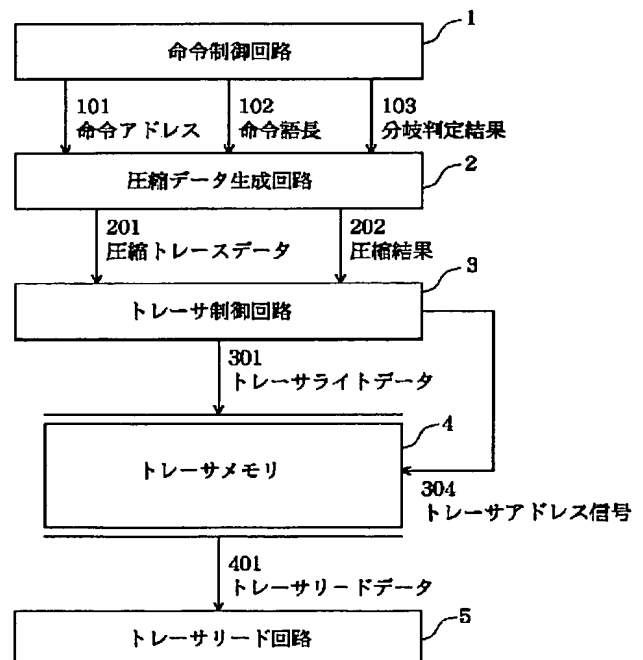 1
命令制御回路
101
命令アドレス
102
命令語長
103
分岐判定結果
2
圧縮データ生成回路
201
圧縮トレースデータ
202
圧縮結果
3
トレーサ制御回路
301
トレーサライトデータ
4
トレーサメモリ
304
トレーサアドレス信号
401
トレーサリードデータ
5
トレーサリード回路